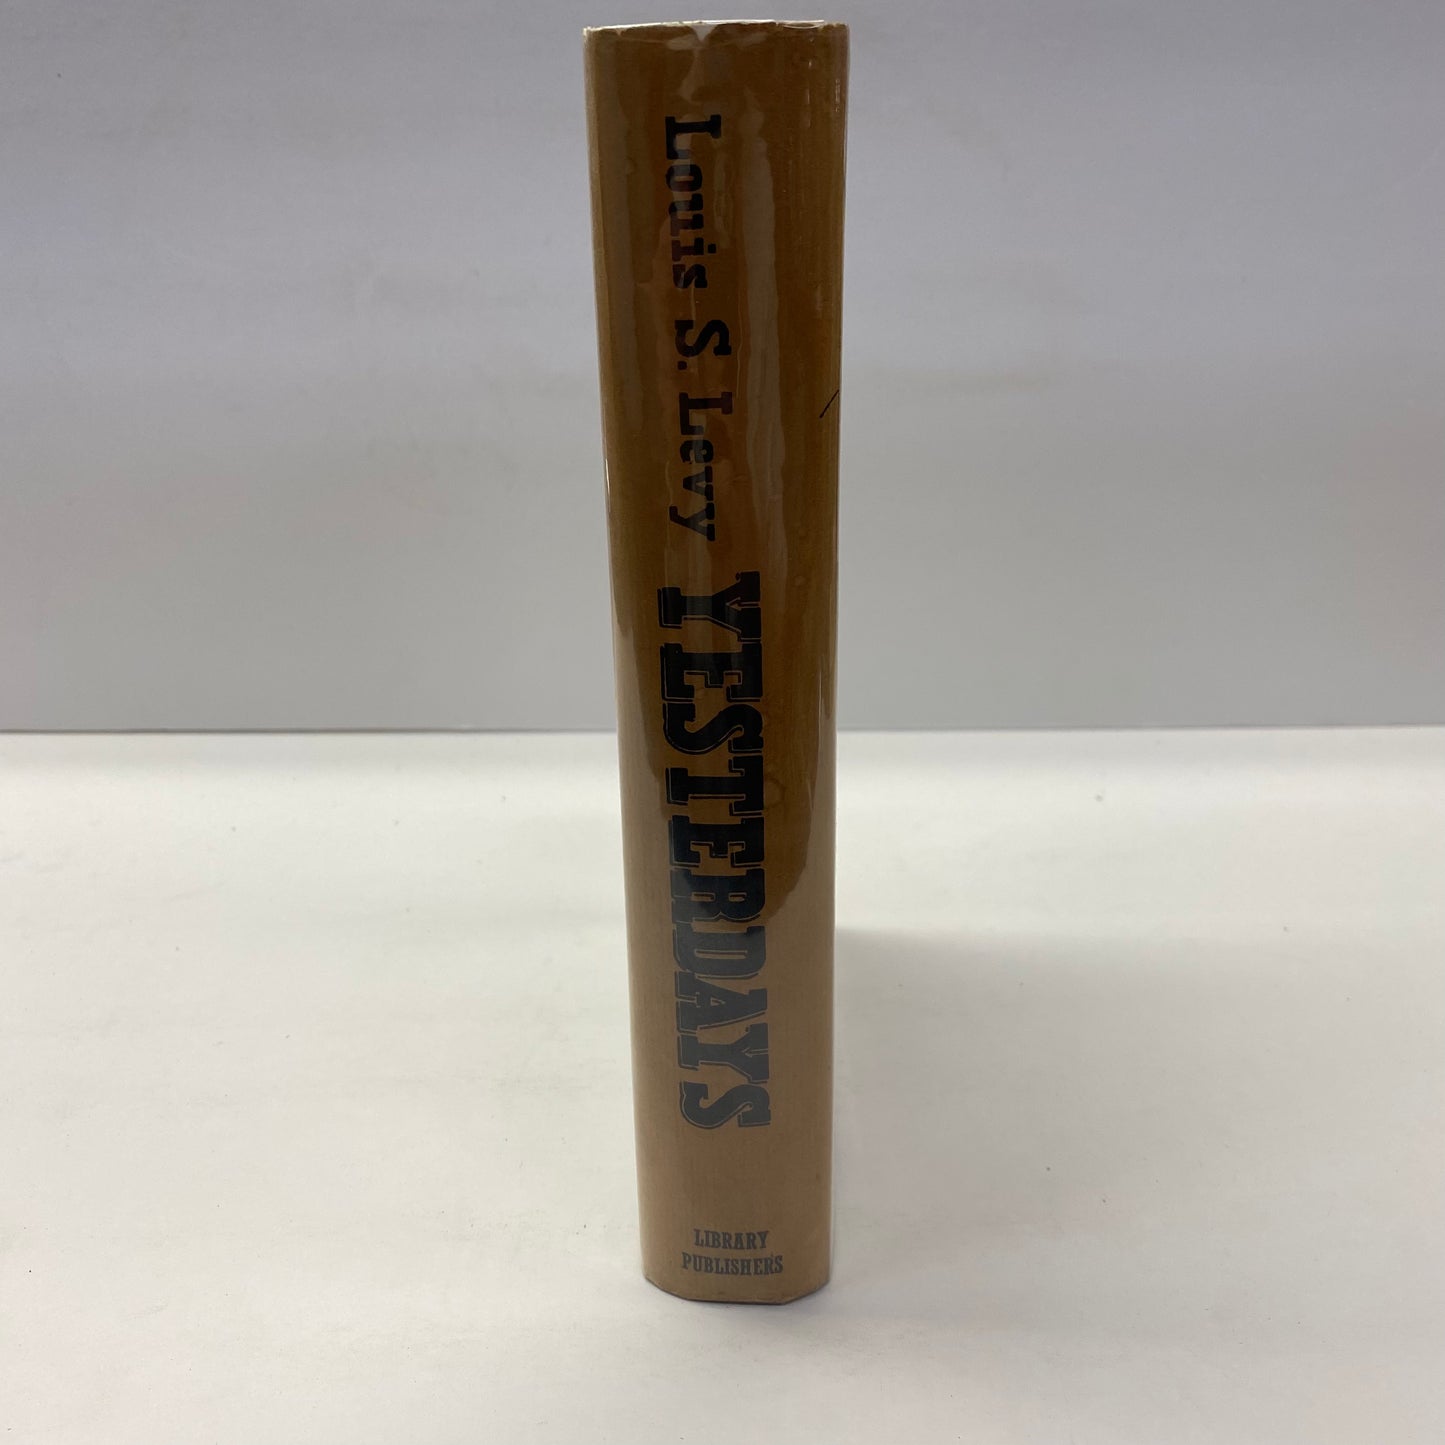 Louis S. Levy
YESTERDAYS
LIBRARY
PUBLISHERS